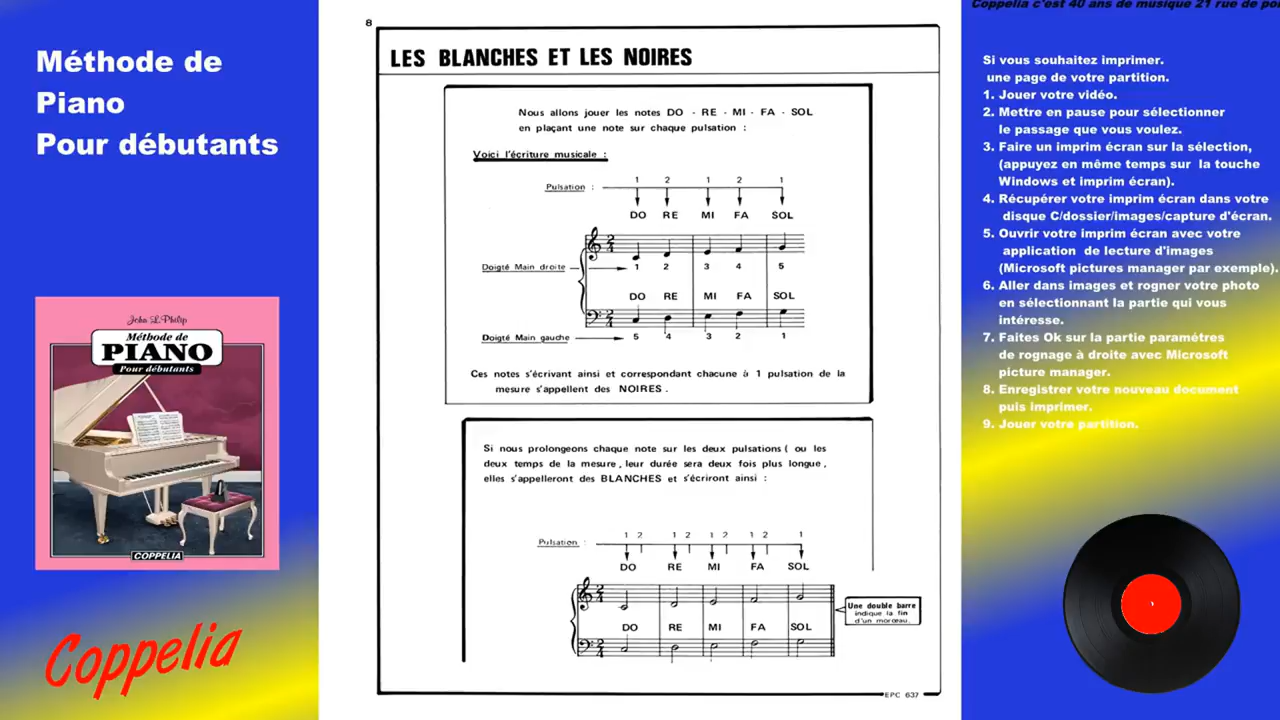 Méthode de
Piano
Pour débutants
John L.Philip
Méthode de
PIANO
Pour débutants
COPPELIA
Coppelia
8
LES BLANCHES ET LES NOIRES
Nous allons jouer les notes DO - RE - MI - FA - SOL
en plaçant une note sur chaque pulsation :
Voici l'écriture musicale :
1 2 1 2 1
Pulsation :
DO RE MI FA SOL
2 4
Doigté Main droite 1 2 3 4 5
DO RE MI FA SOL
2 4
Doigté Main gauche 5 4 3 2 1
Ces notes s'écrivant ainsi et correspondant chacune à 1 pulsation de la
mesure s'appellent des NOIRES .
Si nous prolongeons chaque note sur les deux pulsations ( ou les
deux temps de la mesure , leur durée sera deux fois plus longue ,
elles s'appelleront des BLANCHES et s'écriront ainsi :
1 2 1 2 1 2 1 2 1
Pulsation :
DO RE MI FA SOL
2 4
Une double barre
indique la fin
d'un morceau.
DO RE MI FA SOL
2 4
EPC 637
Coppelia c'est 40 ans de musique 21 rue de
Si vous souhaitez imprimer.
une page de votre partition.
1. Jouer votre vidéo.
2. Mettre en pause pour sélectionner
le passage que vous voulez.
3. Faire un imprim écran sur la sélection,
(appuyez en même temps sur la touche
Windows et imprim écran).
4. Récupérer votre imprim écran dans votre
disque C/dossier/images/capture d'écran.
5. Ouvrir votre imprim écran avec votre
application de lecture d'images
(Microsoft pictures manager par exemple).
6. Aller dans images et rogner votre photo
en sélectionnant la partie qui vous
intéresse.
7. Faites Ok sur la partie paramétres
de rognage à droite avec Microsoft
picture manager.
8. Enregistrer votre nouveau document
puis imprimer.
9. Jouer votre partition.